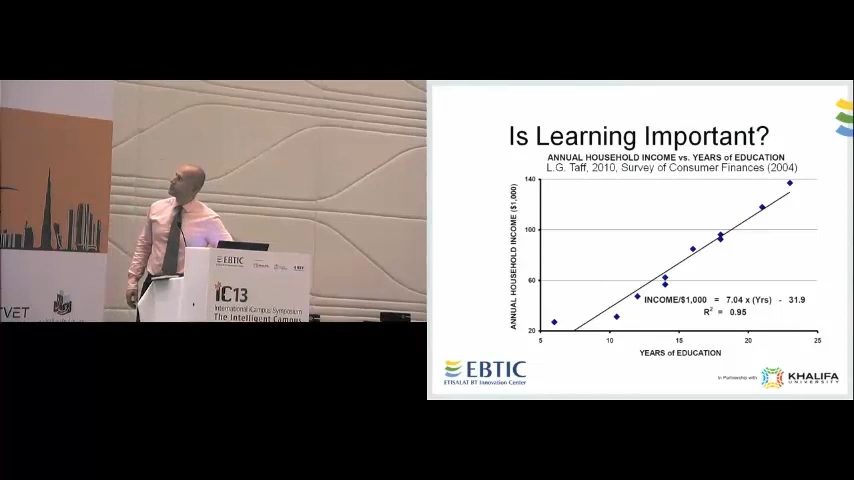 VET
EBTIC
iC13
International iCampus Symposium
The Intelligent Campus
Is Learning Important?
ANNUAL HOUSEHOLD INCOME vs. YEARS of EDUCATION
L.G. Taff, 2010, Survey of Consumer Finances (2004)
ANNUAL HOUSEHOLD INCOME ($1,000)
140
100
60
20
INCOME/$1,000 = 7.04 x (Yrs) - 31.9
R² = 0.95
5
10
15
20
25
YEARS of EDUCATION
EBTIC
ETISALAT BT Innovation Center
In Partnership with
KHALIFA
UNIVERSITY